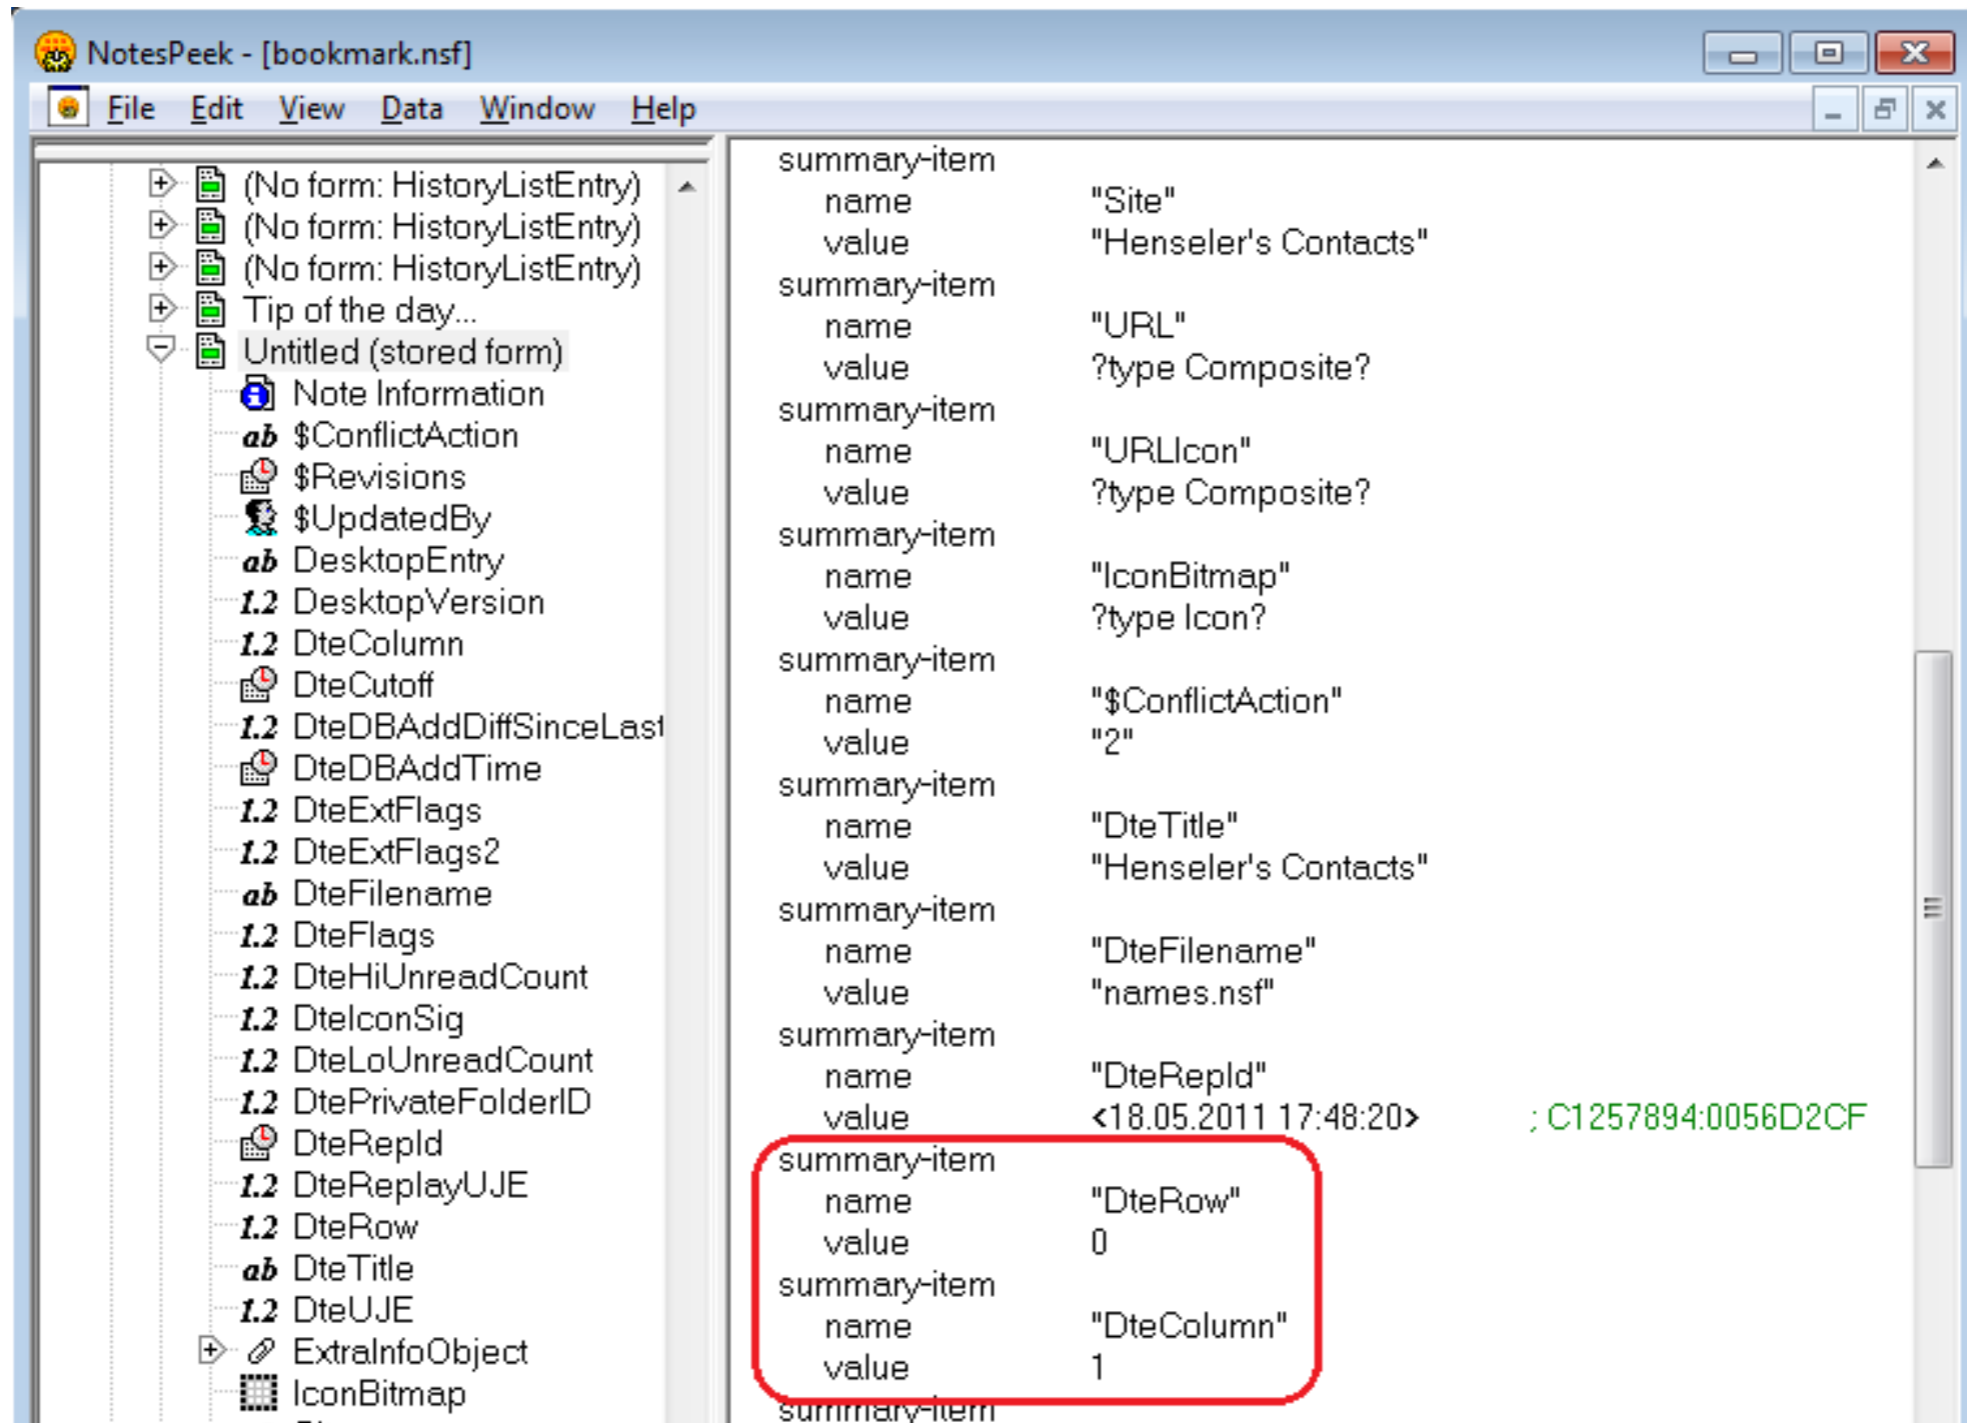 NotesPeek - [bookmark.nsf]
File Edit View Data Window Help
(No form: HistoryListEntry)
(No form: HistoryListEntry)
(No form: HistoryListEntry)
Tip of the day...
Untitled (stored form)
Note Information
ab $ConflictAction
$Revisions
$UpdatedBy
ab DesktopEntry
1.2 DesktopVersion
1.2 DteColumn
DteCutoff
1.2 DteDBAddDiffSinceLast
DteDBAddTime
1.2 DteExtFlags
1.2 DteExtFlags2
ab DteFilename
1.2 DteFlags
1.2 DteHiUnreadCount
1.2 DteIconSig
1.2 DteLoUnreadCount
1.2 DtePrivateFolderID
DteRepId
1.2 DteReplayUJE
1.2 DteRow
ab DteTitle
1.2 DteUJE
ExtraInfoObject
IconBitmap
summary-item
name "Site"
value "Henseler's Contacts"
summary-item
name "URL"
value ?type Composite?
summary-item
name "URLIcon"
value ?type Composite?
summary-item
name "IconBitmap"
value ?type Icon?
summary-item
name "$ConflictAction"
value "2"
summary-item
name "DteTitle"
value "Henseler's Contacts"
summary-item
name "DteFilename"
value "names.nsf"
summary-item
name "DteRepId"
value <18.05.2011 17:48:20> ; C1257894:0056D2CF
summary-item
name "DteRow"
value 0
summary-item
name "DteColumn"
value 1
summary-item